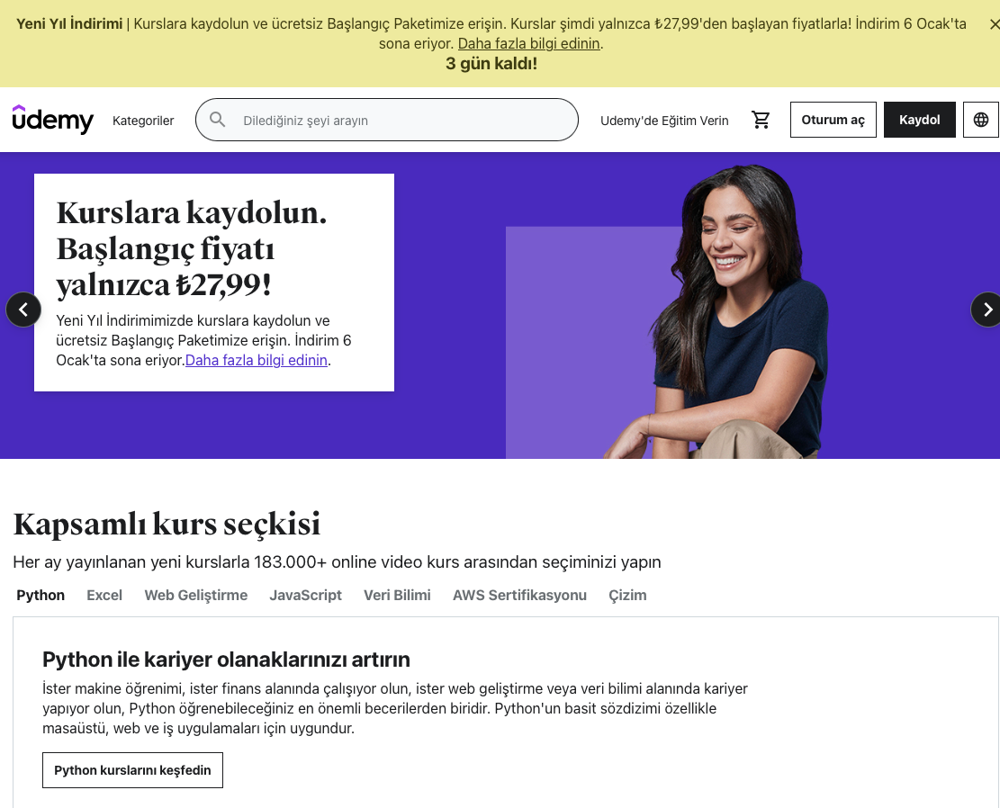 Yeni Yıl İndirimi | Kurslara kaydolun ve ücretsiz Başlangıç Paketimize erişin. Kurslar şimdi yalnızca ₺27,99'den başlayan fiyatlarla! İndirim 6 Ocak'ta
sona eriyor. Daha fazla bilgi edinin.
3 gün kaldı!
ûdemy
Kategoriler
Dilediğiniz şeyi arayın
Udemy'de Eğitim Verin
Oturum aç
Kaydol
Kurslara kaydolun.
Başlangıç fiyatı
yalnızca ₺27,99!
Yeni Yıl İndirimimizde kurslara kaydolun ve
ücretsiz Başlangıç Paketimize erişin. İndirim 6
Ocak'ta sona eriyor.Daha fazla bilgi edinin.
Kapsamlı kurs seçkisi
Her ay yayınlanan yeni kurslarla 183.000+ online video kurs arasından seçiminizi yapın
Python
Excel
Web Geliştirme
JavaScript
Veri Bilimi
AWS Sertifikasyonu
Çizim
Python ile kariyer olanaklarınızı artırın
İster makine öğrenimi, ister finans alanında çalışıyor olun, ister web geliştirme veya veri bilimi alanında kariyer
yapıyor olun, Python öğrenebileceğiniz en önemli becerilerden biridir. Python'un basit sözdizimi özellikle
masaüstü, web ve iş uygulamaları için uygundur.
Python kurslarını keşfedin